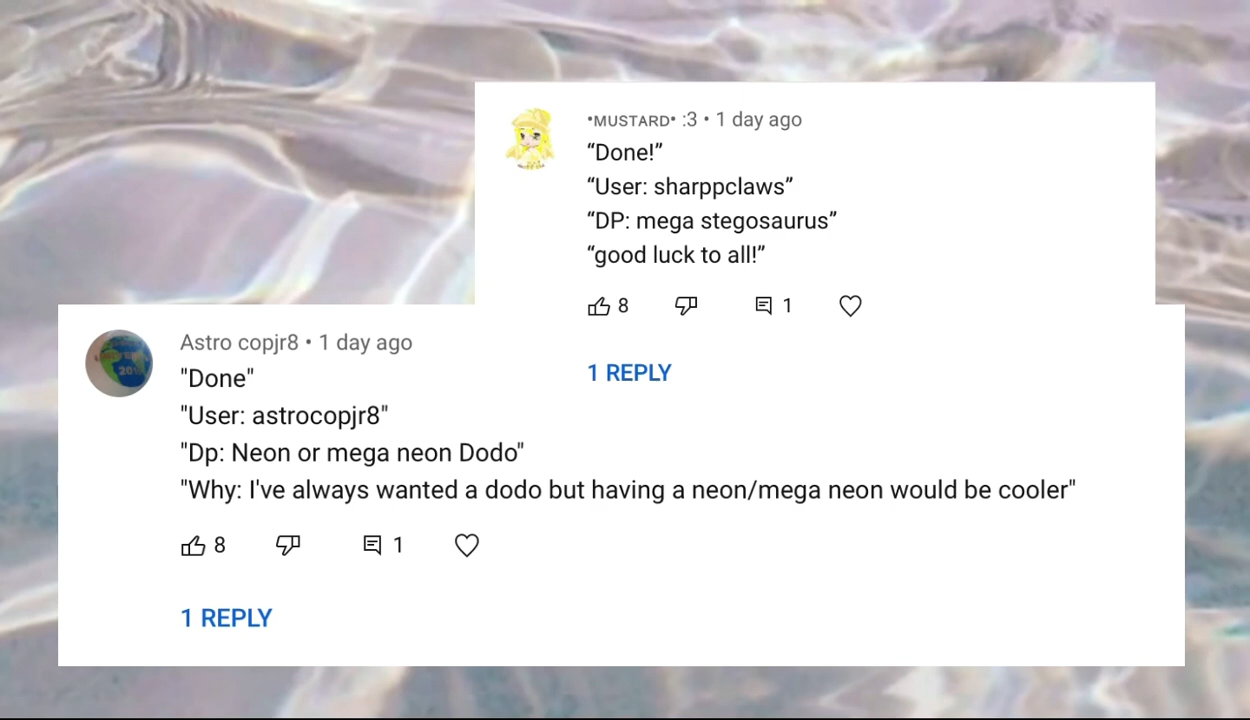 •ᴍᴜsᴛᴀʀᴅ• :3 • 1 day ago
“Done!”
“User: sharppclaws”
“DP: mega stegosaurus”
“good luck to all!”
8 1
1 REPLY
Astro copjr8 • 1 day ago
"Done"
"User: astrocopjr8"
"Dp: Neon or mega neon Dodo"
"Why: I've always wanted a dodo but having a neon/mega neon would be cooler"
8 1
1 REPLY